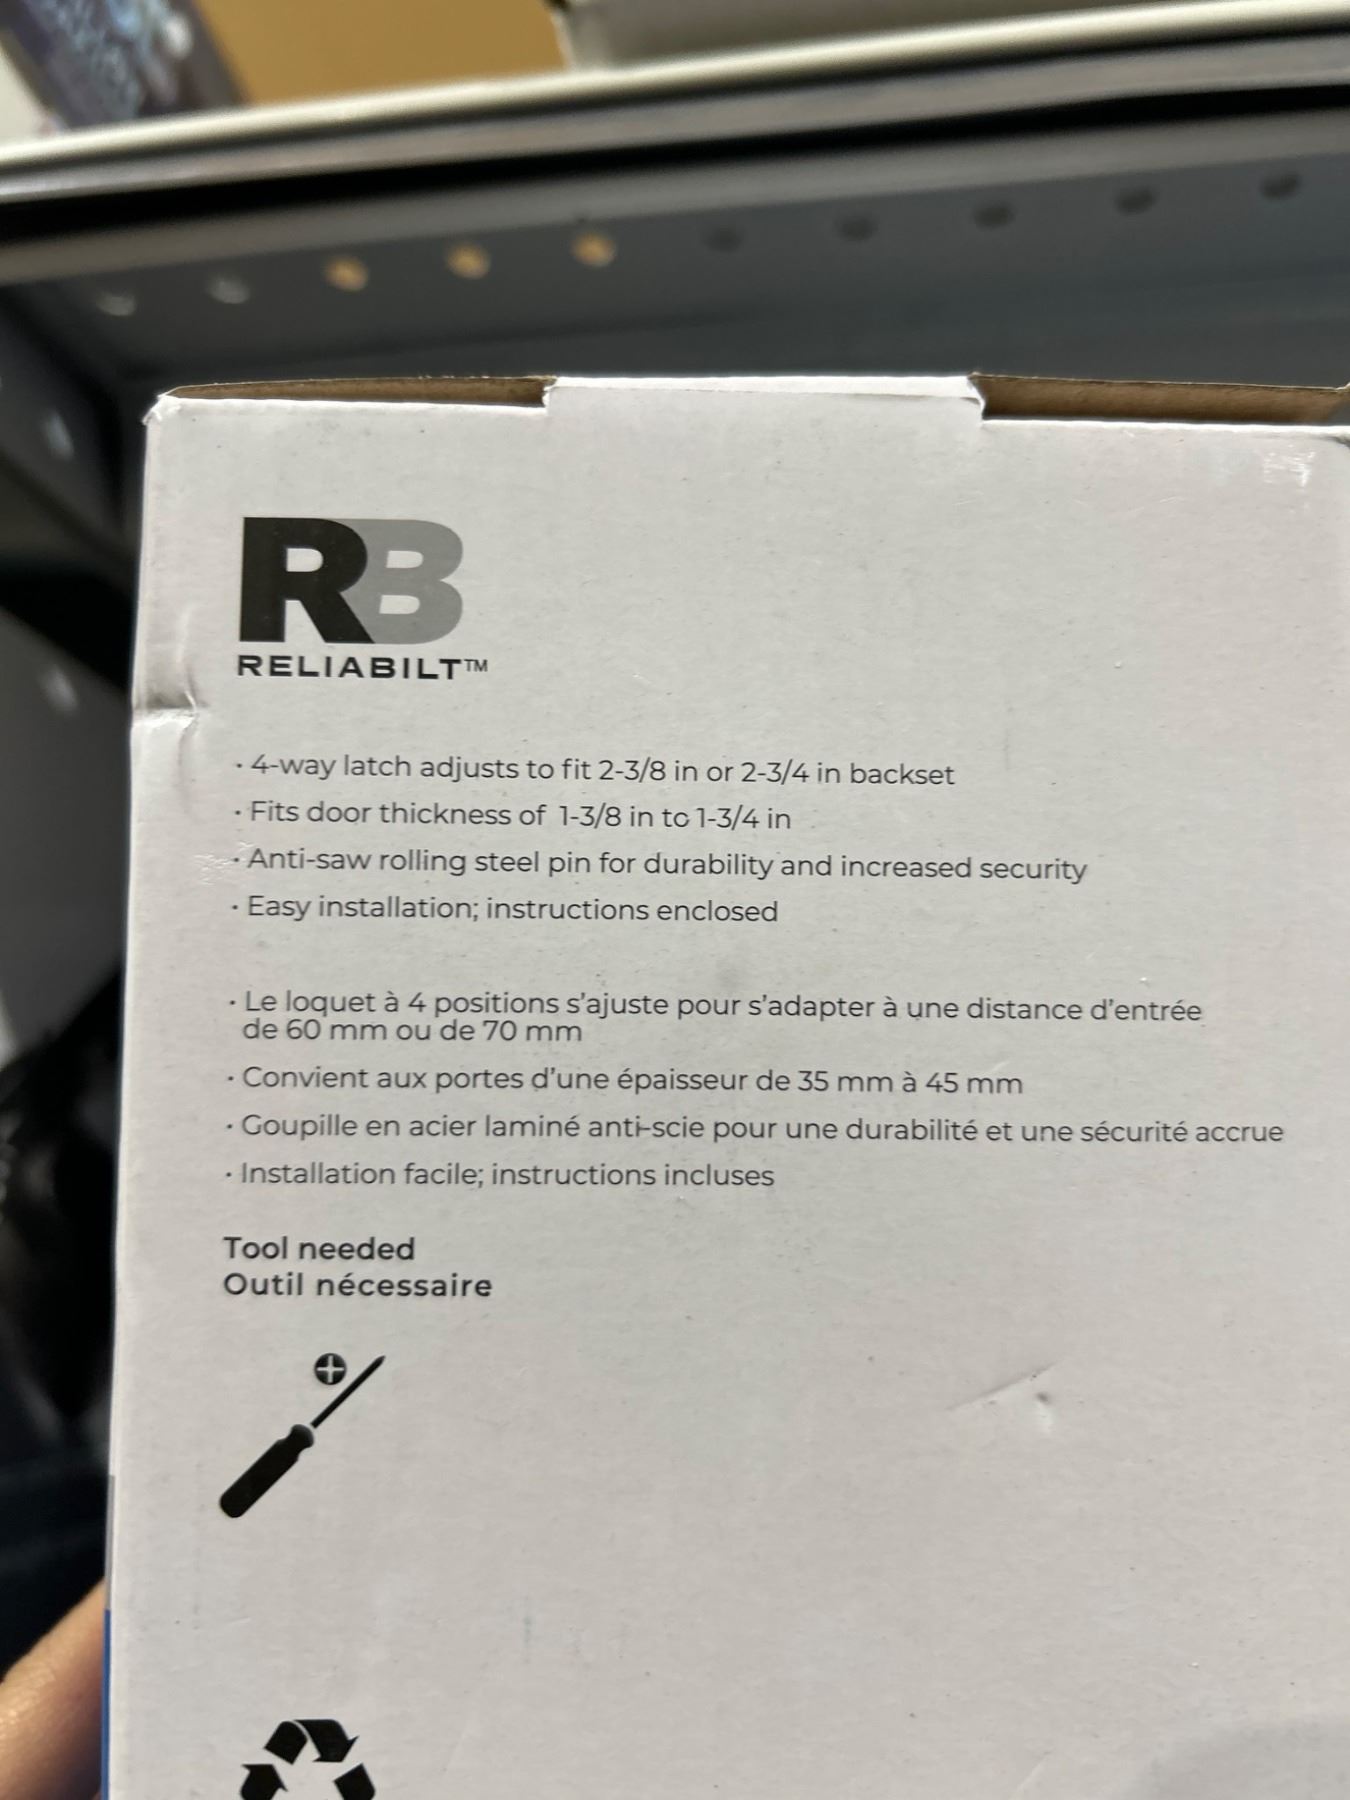 RB
RELIABILT™
· 4-way latch adjusts to fit 2-3/8 in or 2-3/4 in backset
· Fits door thickness of 1-3/8 in to 1-3/4 in
· Anti-saw rolling steel pin for durability and increased security
· Easy installation; instructions enclosed
· Le loquet à 4 positions s'ajuste pour s'adapter à une distance d'entrée
de 60 mm ou de 70 mm
· Convient aux portes d'une épaisseur de 35 mm à 45 mm
· Goupille en acier laminé anti-scie pour une durabilité et une sécurité accrue
· Installation facile; instructions incluses
Tool needed
Outil nécessaire